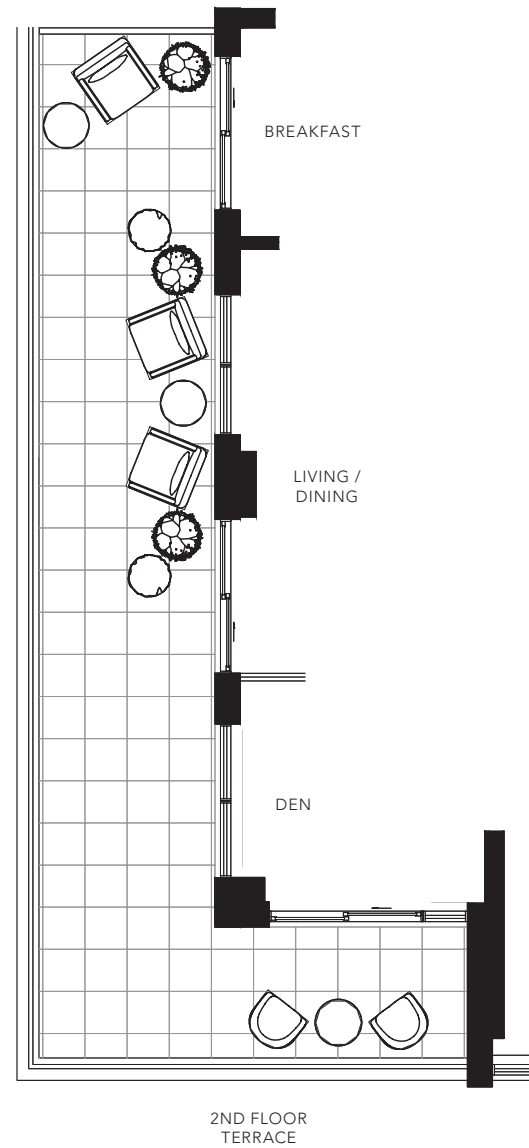 BREAKFAST
LIVING /
DINING
DEN
2ND FLOOR
TERRACE